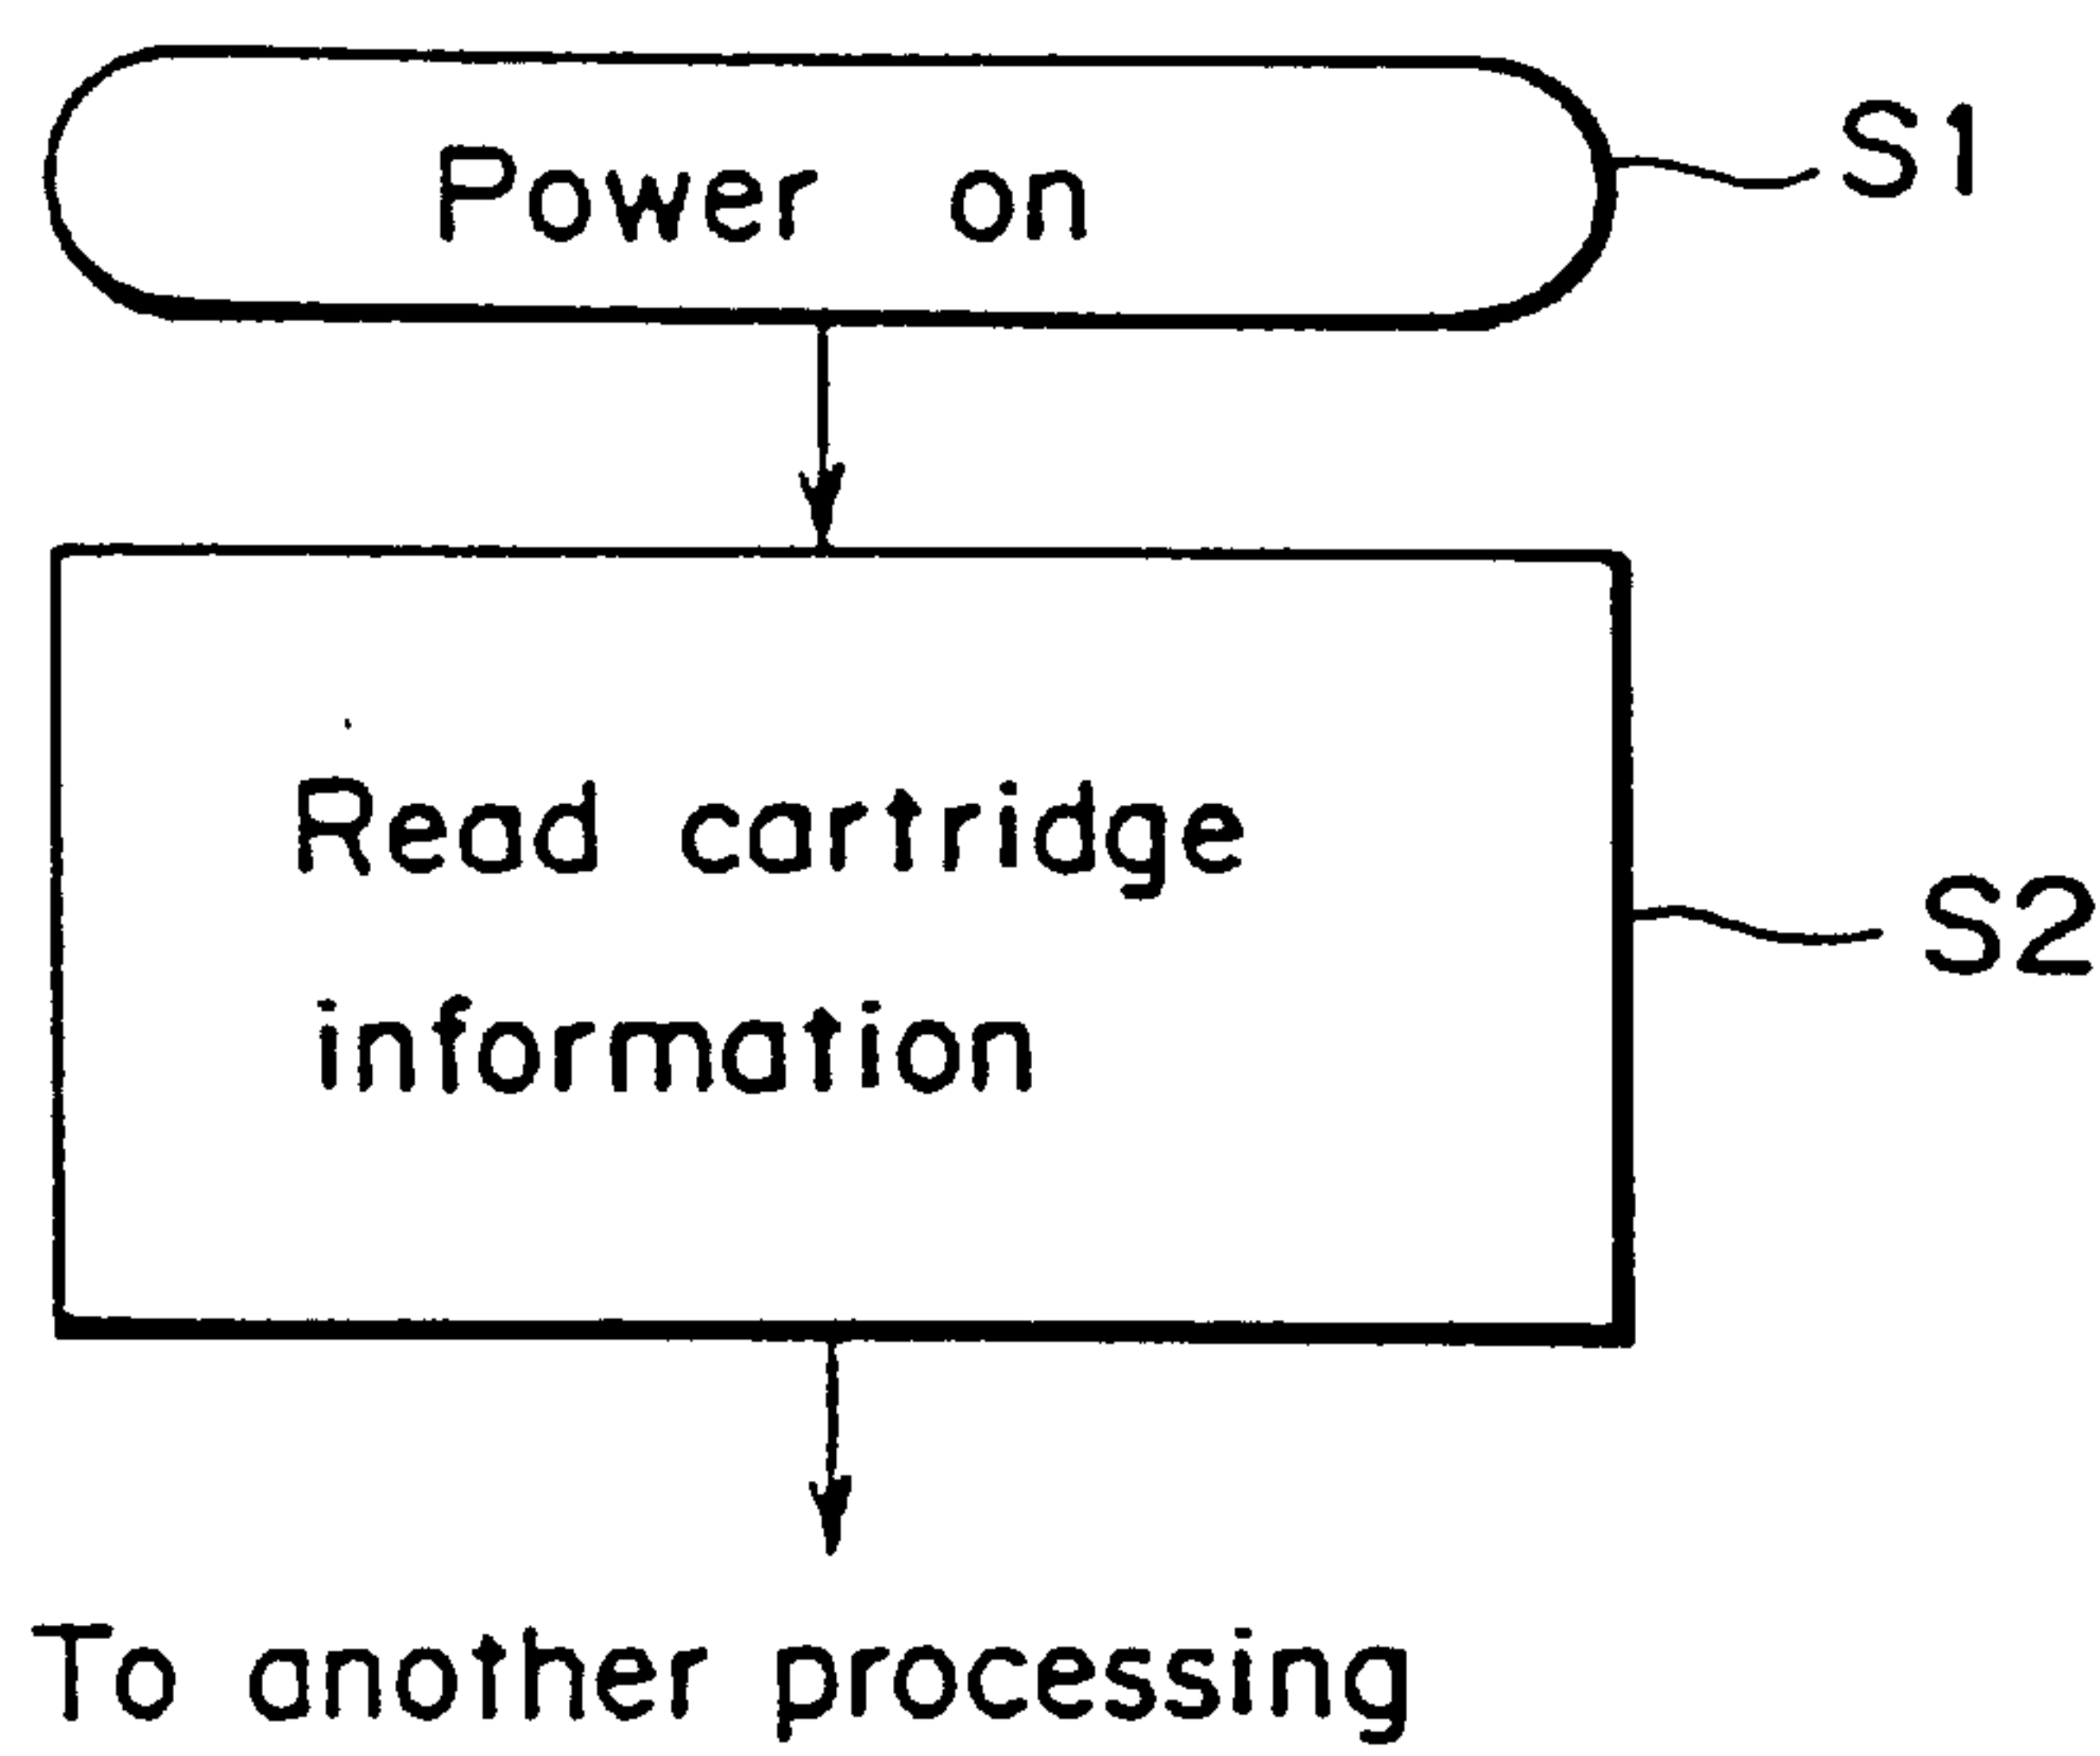 Power on S1
Read cartridge
information
S2
To another processing